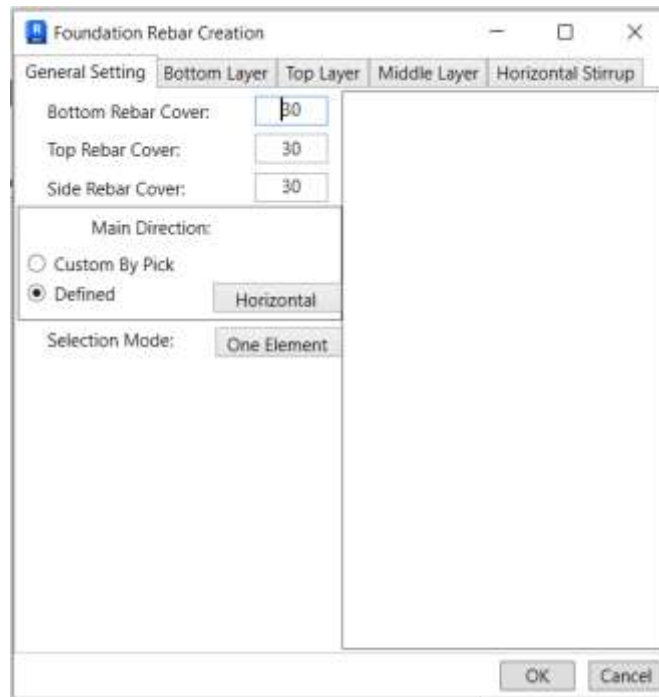 Foundation Rebar Creation
General Setting Bottom Layer Top Layer Middle Layer Horizontal Stirrup
Bottom Rebar Cover: 30
Top Rebar Cover: 30
Side Rebar Cover: 30
Main Direction:
Custom By Pick
Defined Horizontal
Selection Mode: One Element
OK Cancel